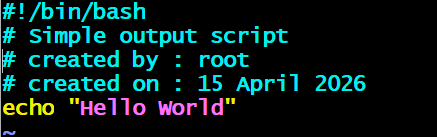 #!/bin/bash
# Simple output script
# created by : root
# created on : 15 April 2026
echo "Hello World"
~